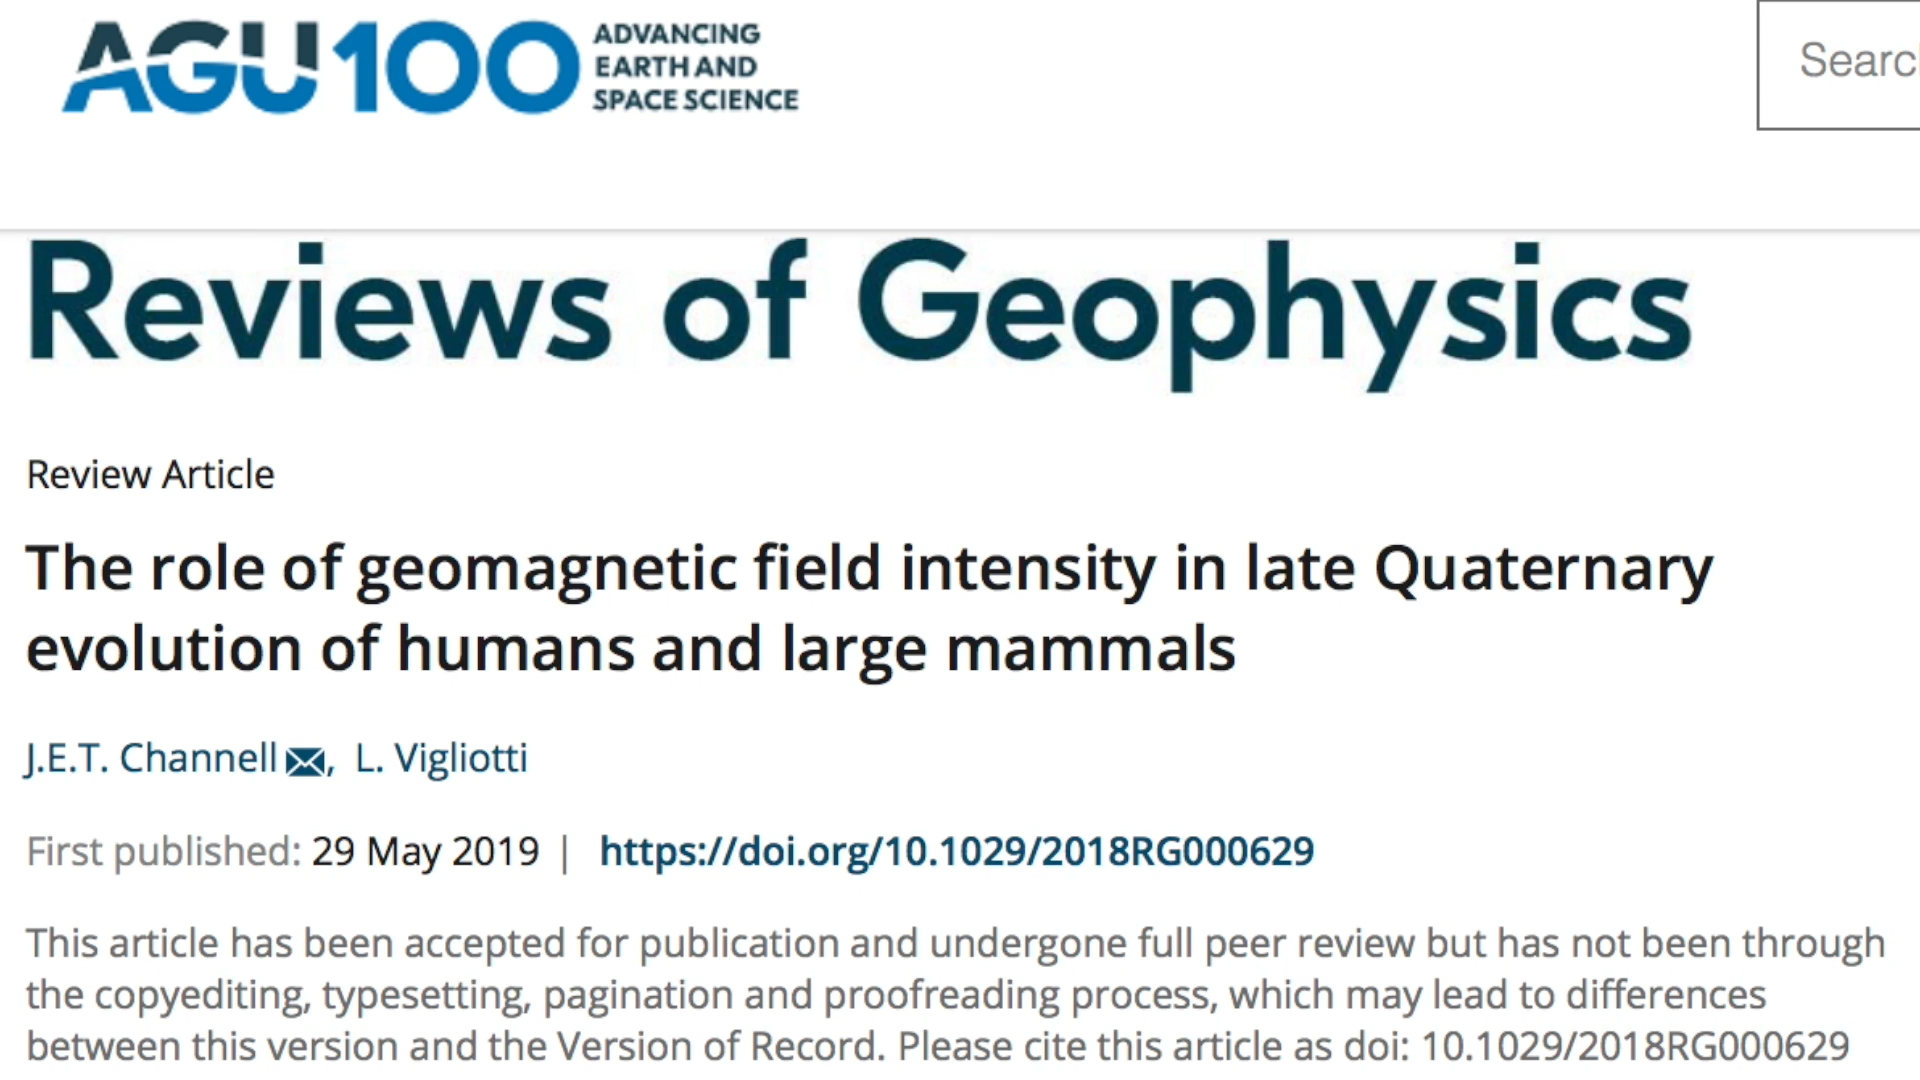 AGU100 ADVANCING
EARTH AND
SPACE SCIENCE
Reviews of Geophysics
Review Article
The role of geomagnetic field intensity in late Quaternary
evolution of humans and large mammals
J.E.T. Channell, L. Vigliotti
First published: 29 May 2019 | https://doi.org/10.1029/2018RG000629
This article has been accepted for publication and undergone full peer review but has not been through
the copyediting, typesetting, pagination and proofreading process, which may lead to differences
between this version and the Version of Record. Please cite this article as doi: 10.1029/2018RG000629